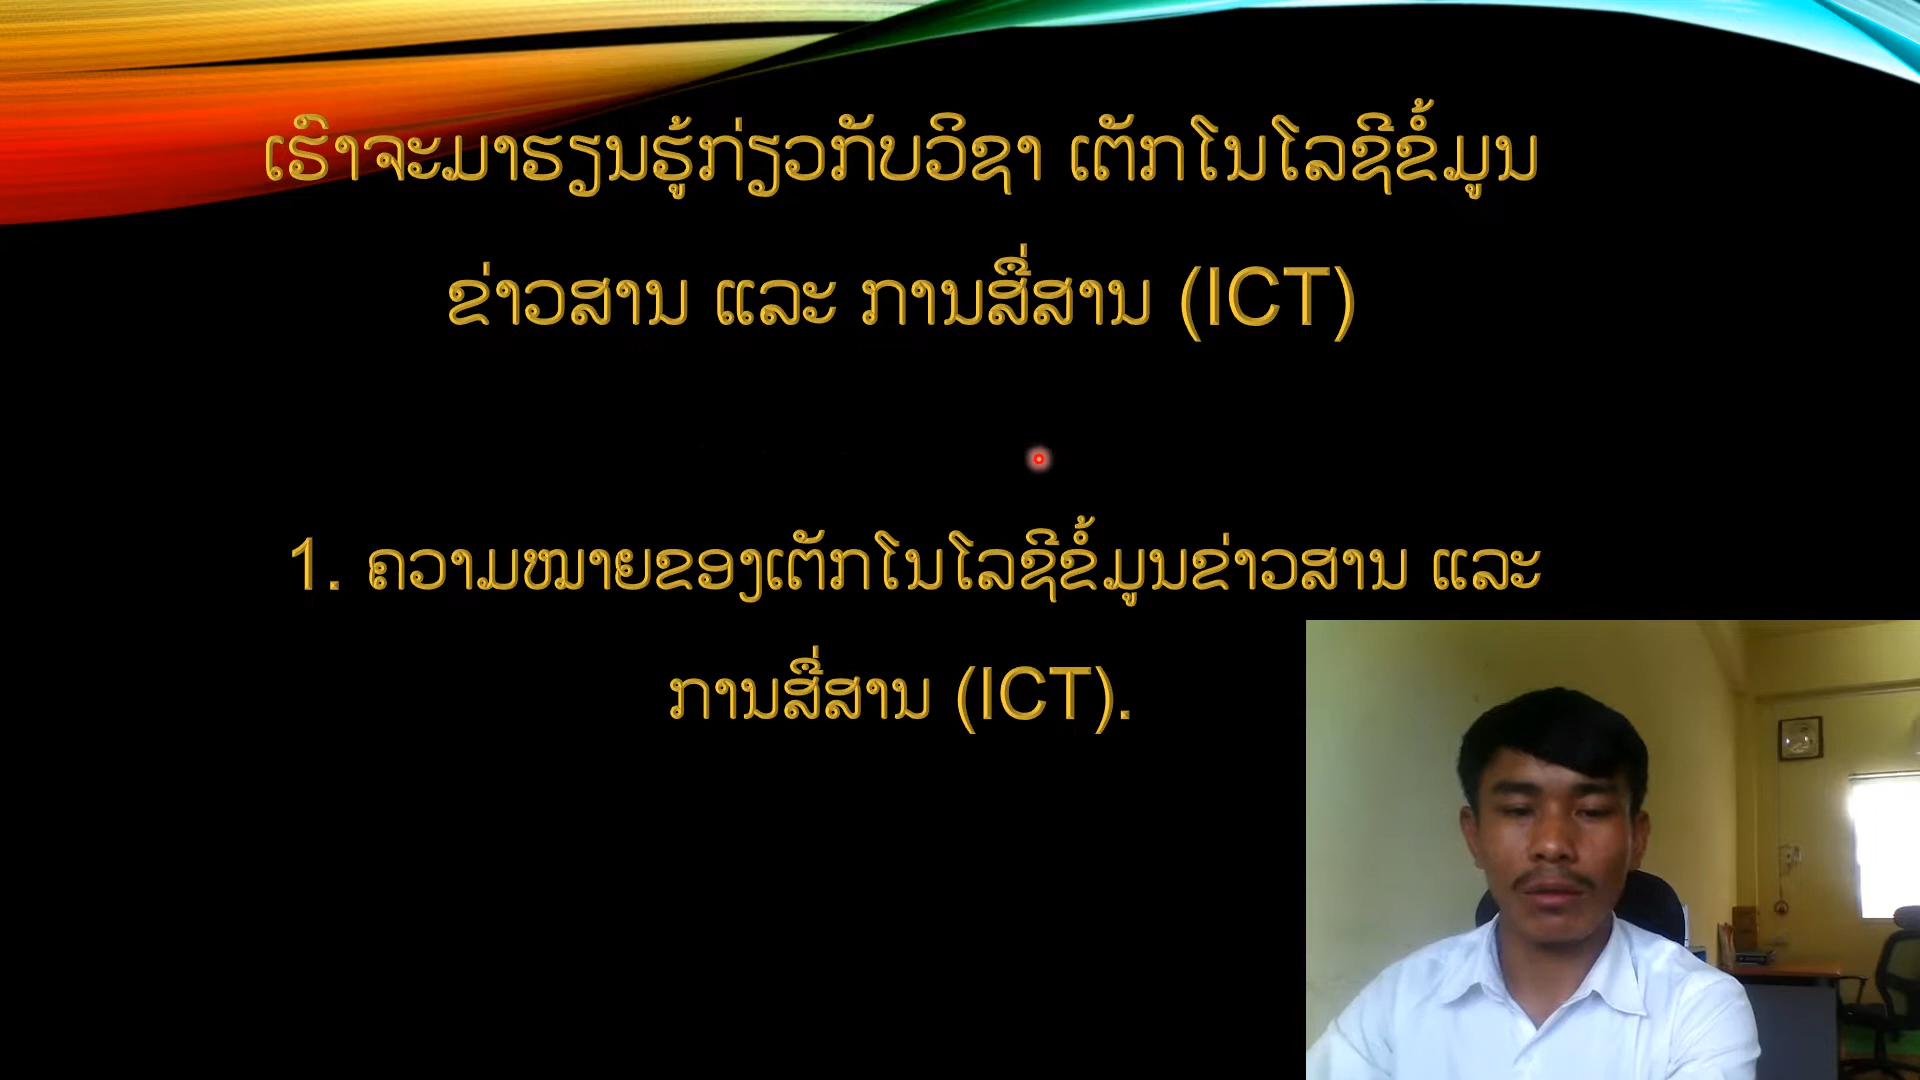 ເຮົາຈະມາຮຽນຮູ້ກ່ຽວກັບວິຊາ ເຕັກໂນໂລຊີຂໍ້ມູນ
ຂ່າວສານ ແລະ ການສື່ສານ (ICT)
1. ຄວາມໝາຍຂອງເຕັກໂນໂລຊີຂໍ້ມູນຂ່າວສານ ແລະ
ການສື່ສານ (ICT).